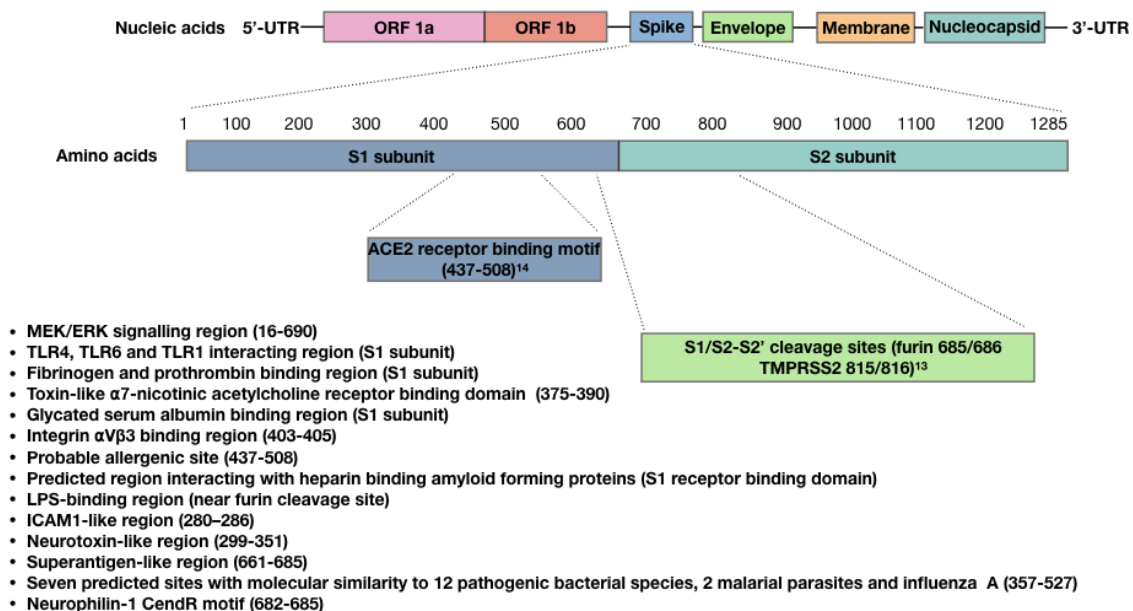 Nucleic acids 5'-UTR ORF 1a ORF 1b Spike Envelope Membrane Nucleocapsid 3'-UTR
1 100 200 300 400 500 600 700 800 900 1000 1100 1200 1285
Amino acids S1 subunit S2 subunit
ACE2 receptor binding motif
(437-508)¹⁴
S1/S2-S2' cleavage sites (furin 685/686
TMPRSS2 815/816)¹³
• MEK/ERK signalling region (16-690)
• TLR4, TLR6 and TLR1 interacting region (S1 subunit)
• Fibrinogen and prothrombin binding region (S1 subunit)
• Toxin-like α7-nicotinic acetylcholine receptor binding domain (375-390)
• Glycated serum albumin binding region (S1 subunit)
• Integrin αVβ3 binding region (403-405)
• Probable allergenic site (437-508)
• Predicted region interacting with heparin binding amyloid forming proteins (S1 receptor binding domain)
• LPS-binding region (near furin cleavage site)
• ICAM1-like region (280–286)
• Neurotoxin-like region (299-351)
• Superantigen-like region (661-685)
• Seven predicted sites with molecular similarity to 12 pathogenic bacterial species, 2 malarial parasites and influenza A (357-527)
• Neurophilin-1 CendR motif (682-685)